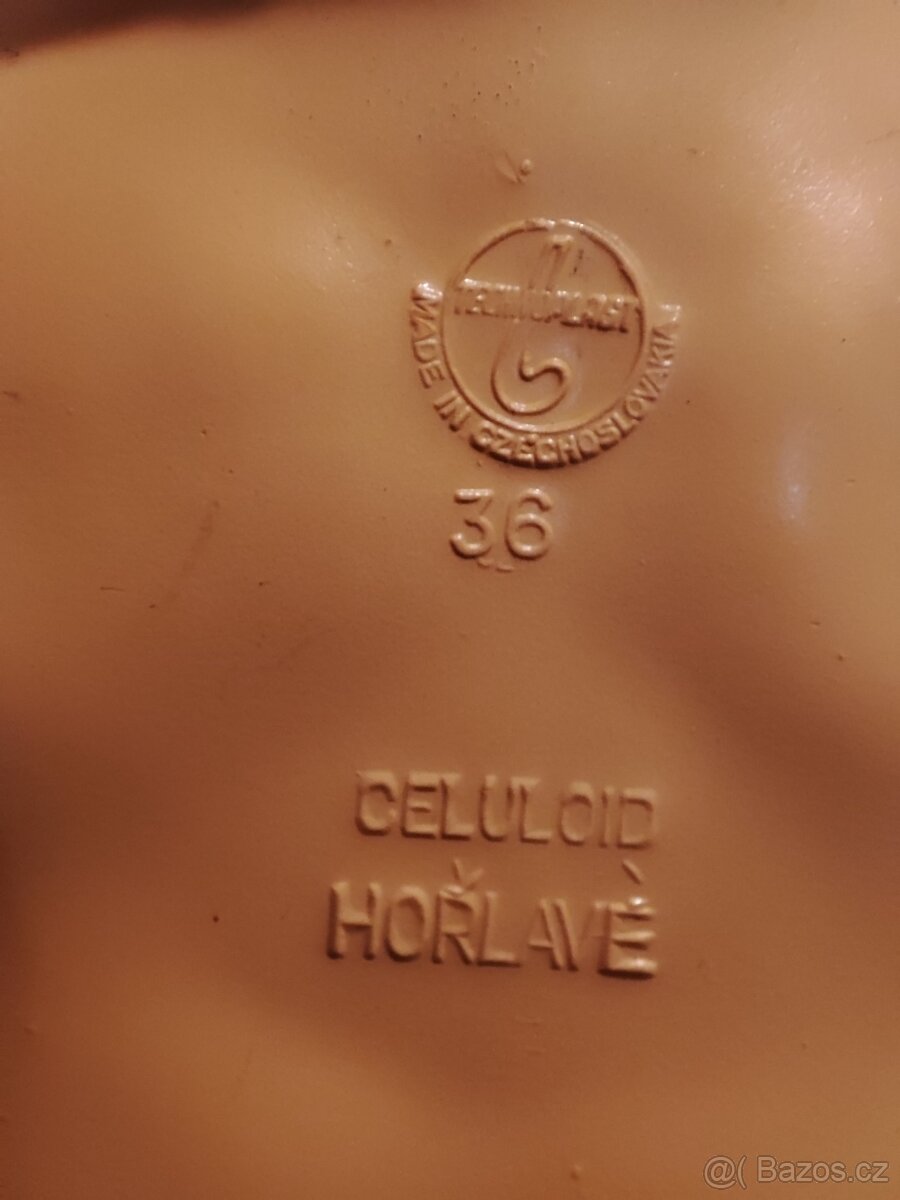 TECHNOPLAST
MADE IN CZECHOSLOVAKIA
36
CELULOID
HOŘLAVÉ
@( Bazos.cz